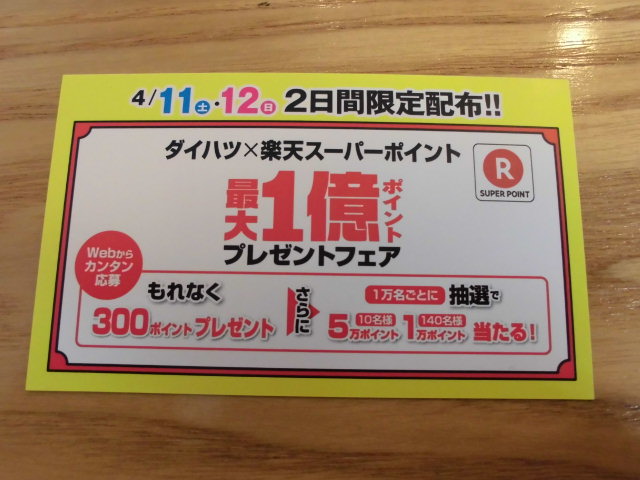 4/11土・12日 2日間限定配布!!
ダイハツ×楽天スーパーポイント
R
SUPER POINT
最大1億ポイント
プレゼントフェア
Webから
カンタン
応募
もれなく
300ポイントプレゼント
さらに
1万名ごとに 抽選で
10名様 140名様
5万ポイント 1万ポイント 当たる!